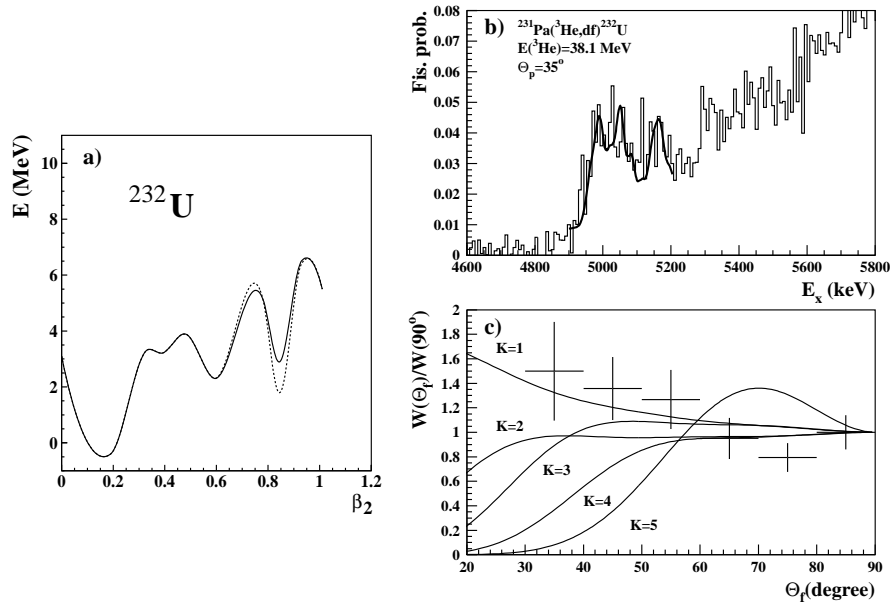 a)
²³²U
E (MeV)
10
8
6
4
2
0
0 0.2 0.4 0.6 0.8 1 1.2
β₂
b)
²³¹Pa(³He,df)²³²U
E(³He)=38.1 MeV
Θₚ=35°
Fis. prob.
0.08
0.07
0.06
0.05
0.04
0.03
0.02
0.01
0
4600 4800 5000 5200 5400 5600 5800
Eₓ (keV)
c)
W(Θf)/W(90°)
2
1.8
1.6
1.4
1.2
1
0.8
0.6
0.4
0.2
0
K=1
K=2
K=3
K=4
K=5
20 30 40 50 60 70 80 90
Θf(degree)